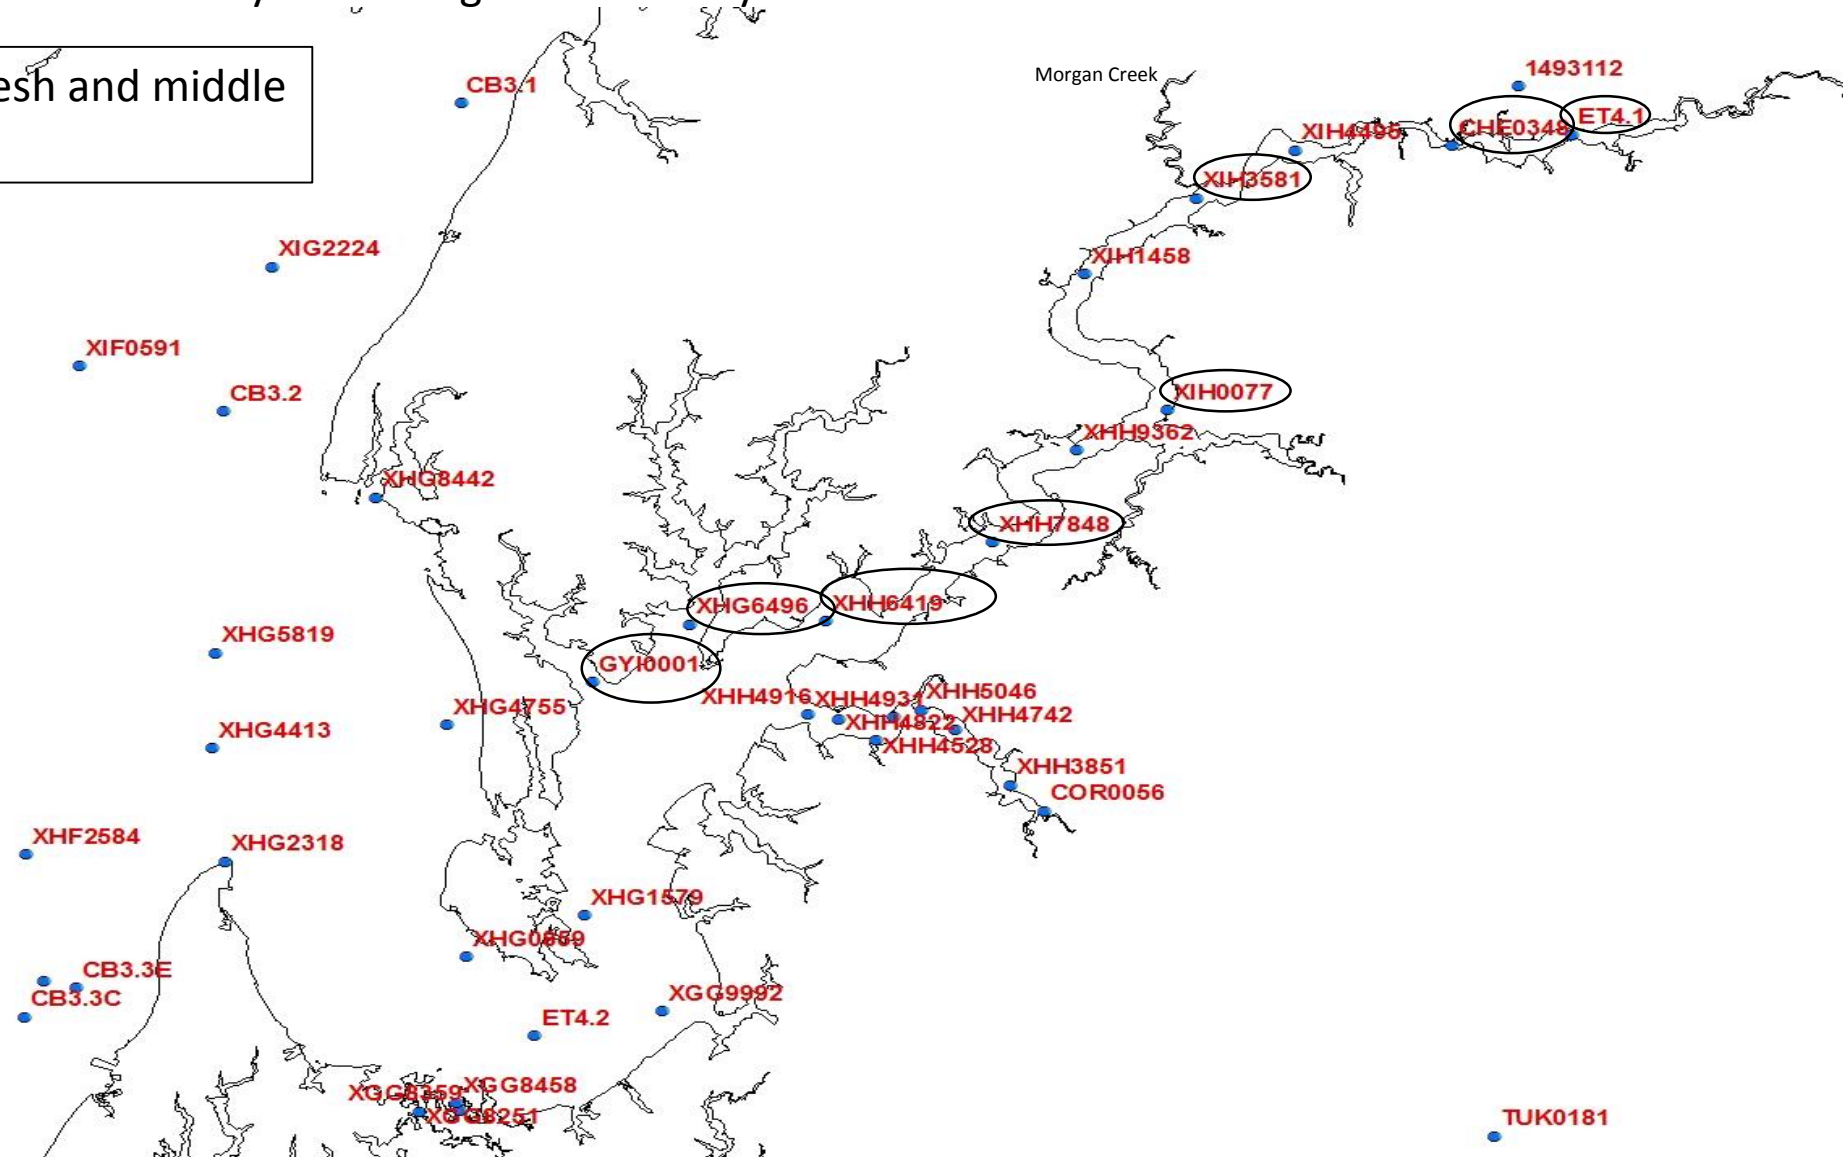 esh and middle
CB3.1
Morgan Creek
1493112
ET4.1
CHE0348
XIH4495
XIH3581
XIG2224
XIH1458
XIF0591
CB3.2
XIH0077
XHH9362
XHG8442
XHH7848
XHG6496
XHH6419
XHG5819
GYI0001
XHH4916
XHH4931
XHH5046
XHG4755
XHH4822
XHH4742
XHG4413
XHH4528
XHH3851
COR0056
XHF2584
XHG2318
XHG1579
XHG0859
CB3.3E
CB3.3C
XGG9992
ET4.2
XGG8359
XGG8458
XGG8251
TUK0181